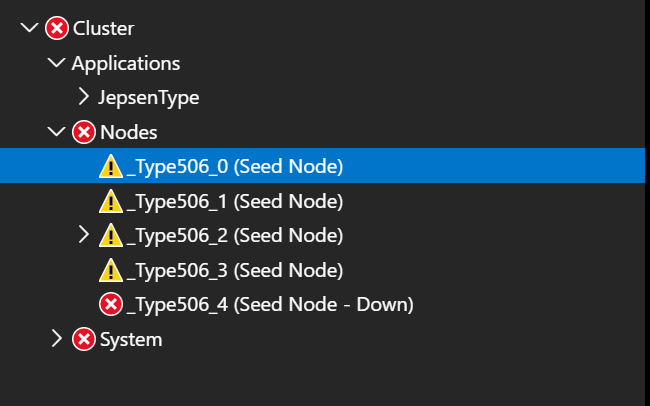 Cluster
Applications
JepsenType
Nodes
_Type506_0 (Seed Node)
_Type506_1 (Seed Node)
_Type506_2 (Seed Node)
_Type506_3 (Seed Node)
_Type506_4 (Seed Node - Down)
System